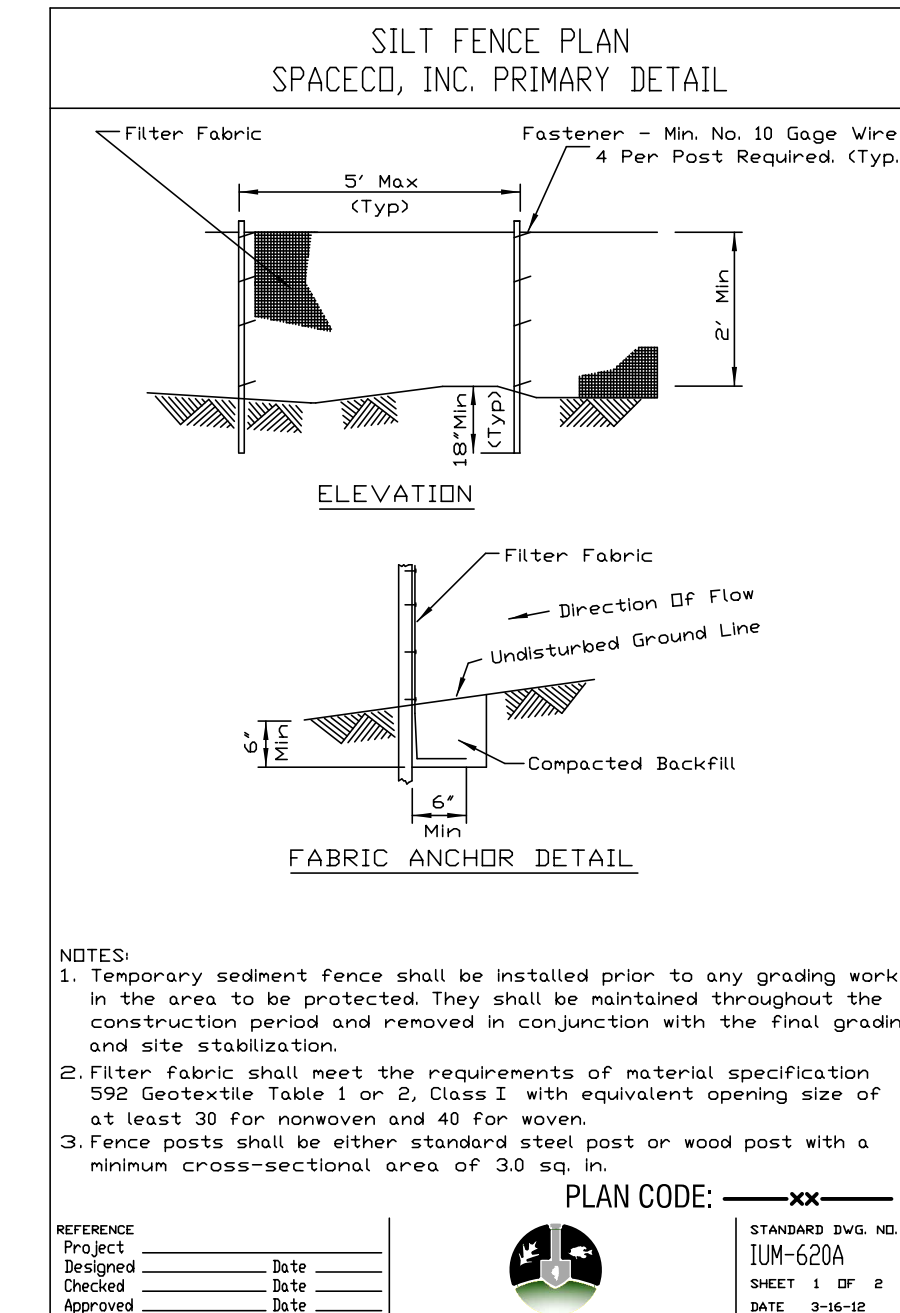 SILT FENCE PLAN
SPACECO, INC. PRIMARY DETAIL
Filter Fabric
Fastener - Min. No. 10 Gage Wire
4 Per Post Required. (Typ.
5' Max
(Typ)
2' Min
18"Min
(Typ)
ELEVATION
Filter Fabric
Direction Of Flow
Undisturbed Ground Line
6"
Min
Compacted Backfill
6"
Min
FABRIC ANCHOR DETAIL
NOTES:
1. Temporary sediment fence shall be installed prior to any grading work
in the area to be protected. They shall be maintained throughout the
construction period and removed in conjunction with the final gradin
and site stabilization.
2. Filter fabric shall meet the requirements of material specification
592 Geotextile Table 1 or 2, Class I with equivalent opening size of
at least 30 for nonwoven and 40 for woven.
3. Fence posts shall be either standard steel post or wood post with a
minimum cross-sectional area of 3.0 sq. in.
PLAN CODE: xx
REFERENCE
Project
Designed Date
Checked Date
Approved Date
STANDARD DWG. NO.
IUM-620A
SHEET 1 OF 2
DATE 3-16-12